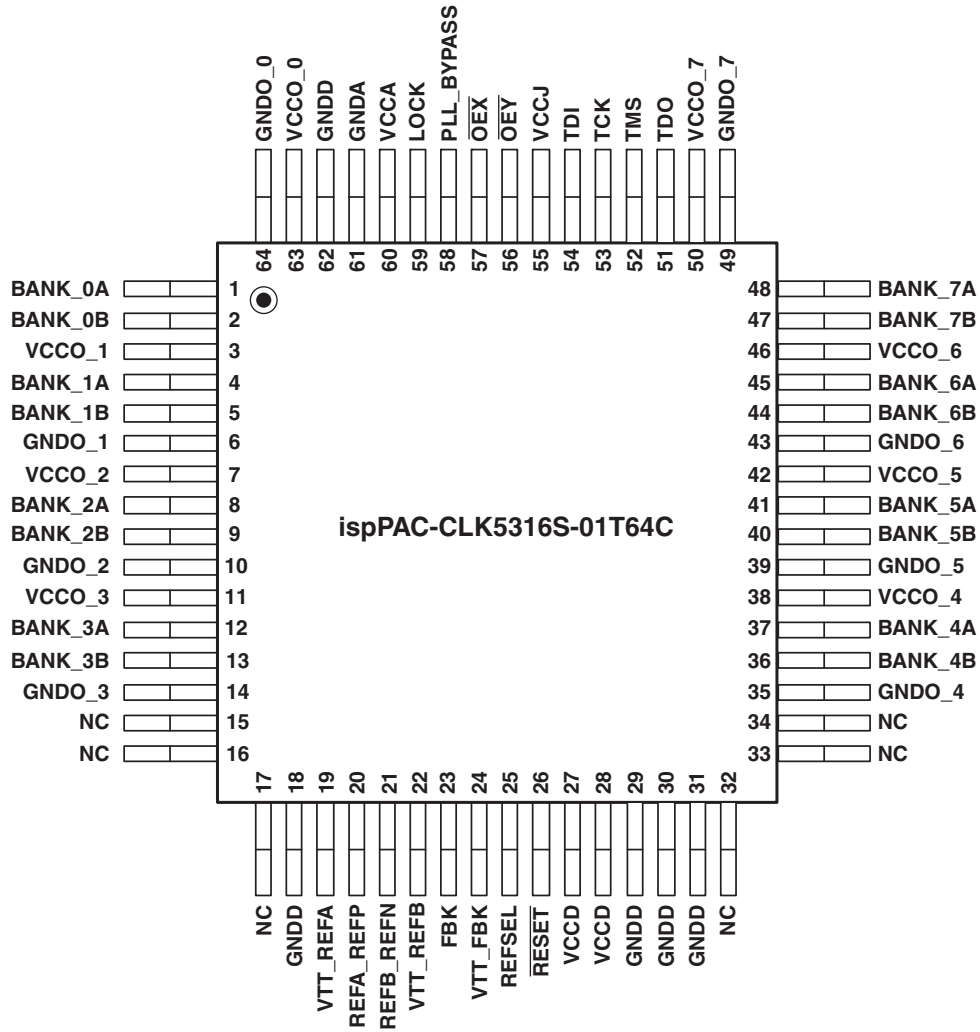 GNDO_0
VCCO_0
GNDD
GNDA
VCCA
LOCK
PLL_BYPASS
OEX
OEY
VCCJ
TDI
TCK
TMS
TDO
VCCO_7
GNDO_7
64
63
62
61
60
59
58
57
56
55
54
53
52
51
50
49
BANK_0A 1
BANK_0B 2
VCCO_1 3
BANK_1A 4
BANK_1B 5
GNDO_1 6
VCCO_2 7
BANK_2A 8
BANK_2B 9
GNDO_2 10
VCCO_3 11
BANK_3A 12
BANK_3B 13
GNDO_3 14
NC 15
NC 16
ispPAC-CLK5316S-01T64C
48 BANK_7A
47 BANK_7B
46 VCCO_6
45 BANK_6A
44 BANK_6B
43 GNDO_6
42 VCCO_5
41 BANK_5A
40 BANK_5B
39 GNDO_5
38 VCCO_4
37 BANK_4A
36 BANK_4B
35 GNDO_4
34 NC
33 NC
17
18
19
20
21
22
23
24
25
26
27
28
29
30
31
32
NC
GNDD
VTT_REFA
REFA_REFP
REFB_REFN
VTT_REFB
FBK
VTT_FBK
REFSEL
RESET
VCCD
VCCD
GNDD
GNDD
GNDD
NC